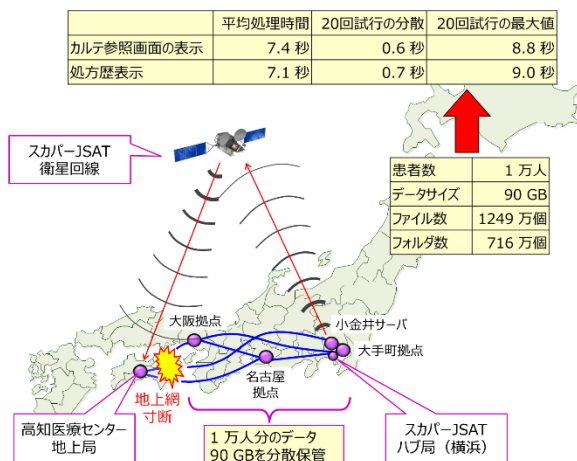 平均処理時間 20回試行の分散 20回試行の最大値
カルテ参照画面の表示 7.4 秒 0.6 秒 8.8 秒
処方歴表示 7.1 秒 0.7 秒 9.0 秒
スカパーJSAT
衛星回線
患者数 1 万人
データサイズ 90 GB
ファイル数 1249 万個
フォルダ数 716 万個
大阪拠点
小金井サーバ
大手町拠点
名古屋
拠点
地上網
寸断
高知医療センター
地上局
1 万人分のデータ
90 GBを分散保管
スカパーJSAT
ハブ局（横浜）